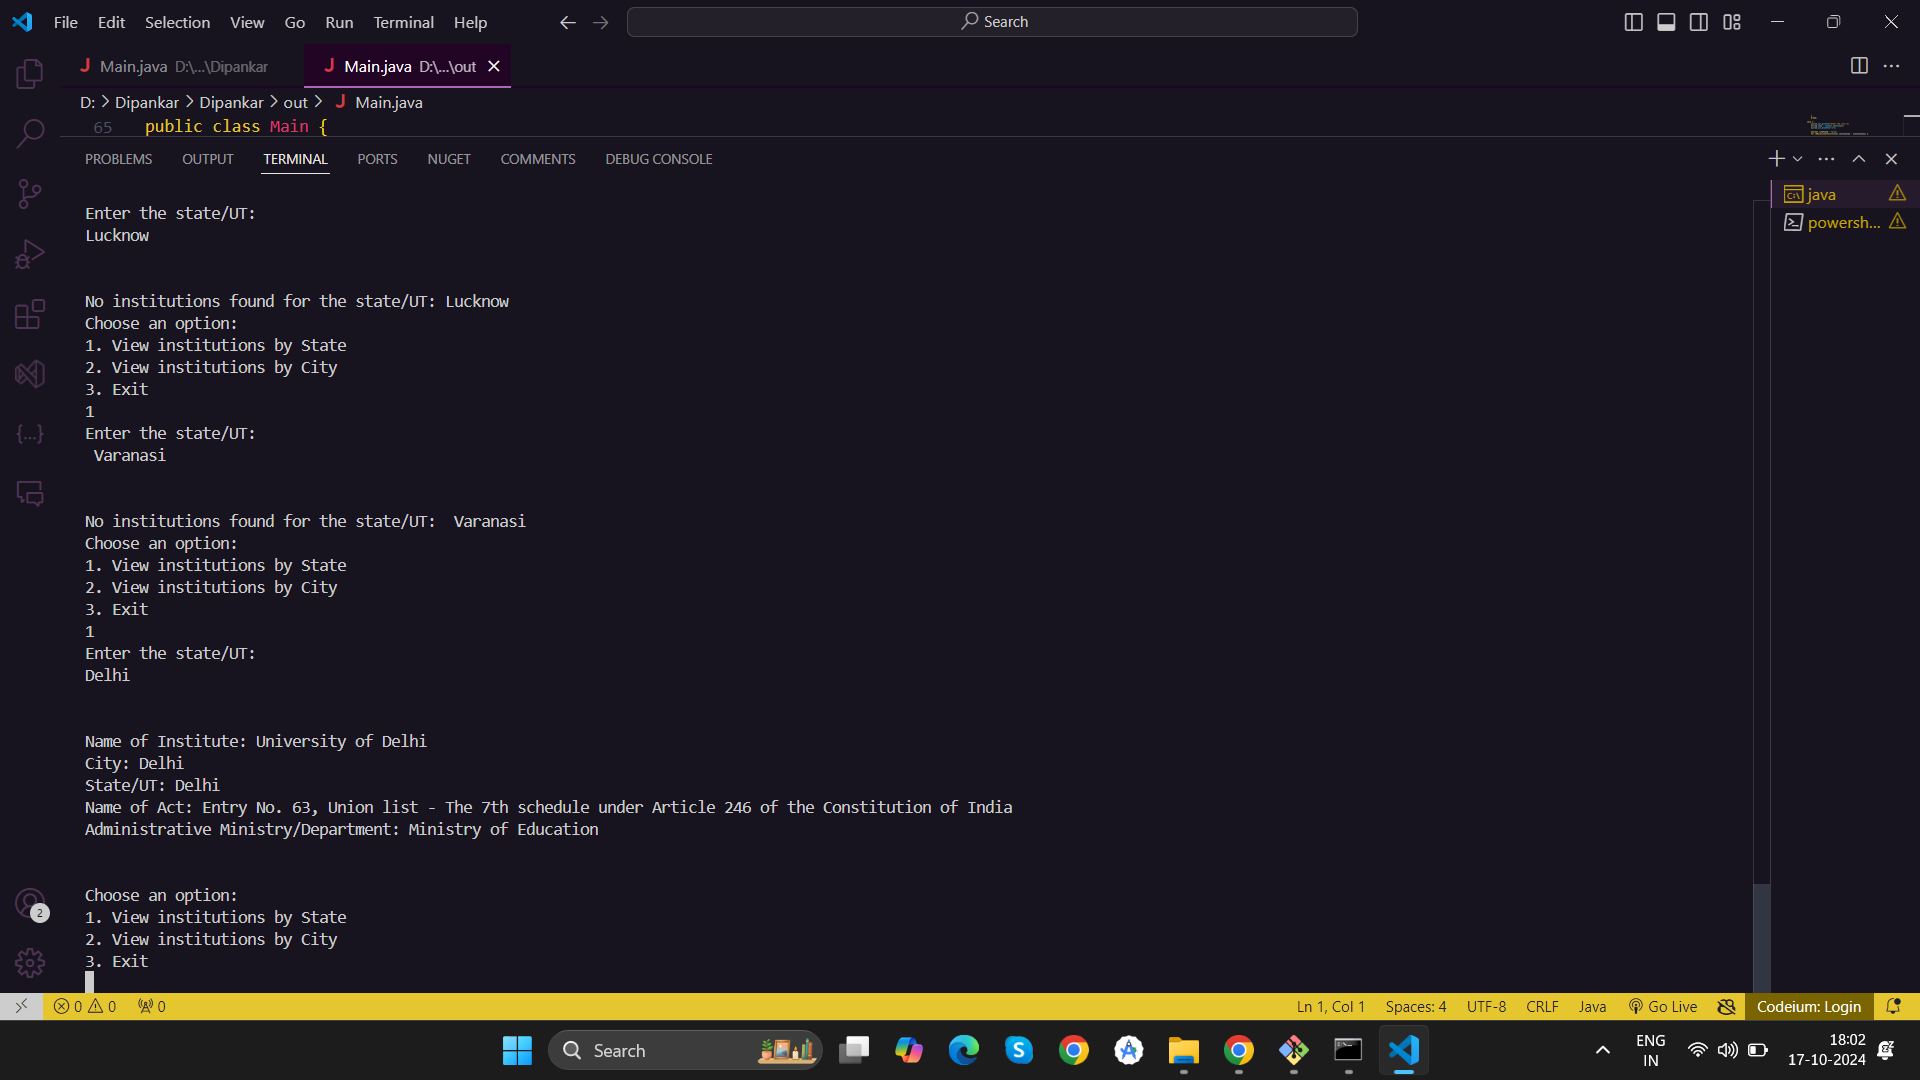 File Edit Selection View Go Run Terminal Help
Search
Main.java D:\...\Dipankar
Main.java D:\...\out
D: > Dipankar > Dipankar > out > Main.java
65 public class Main {
PROBLEMS OUTPUT TERMINAL PORTS NUGET COMMENTS DEBUG CONSOLE
java
powersh...
Enter the state/UT:
Lucknow
No institutions found for the state/UT: Lucknow
Choose an option:
1. View institutions by State
2. View institutions by City
3. Exit
1
Enter the state/UT:
 Varanasi
No institutions found for the state/UT:  Varanasi
Choose an option:
1. View institutions by State
2. View institutions by City
3. Exit
1
Enter the state/UT:
Delhi
Name of Institute: University of Delhi
City: Delhi
State/UT: Delhi
Name of Act: Entry No. 63, Union list - The 7th schedule under Article 246 of the Constitution of India
Administrative Ministry/Department: Ministry of Education
Choose an option:
1. View institutions by State
2. View institutions by City
3. Exit
2
0 0 0
Ln 1, Col 1 Spaces: 4 UTF-8 CRLF Java Go Live Codeium: Login
Search
ENG
IN
18:02
17-10-2024